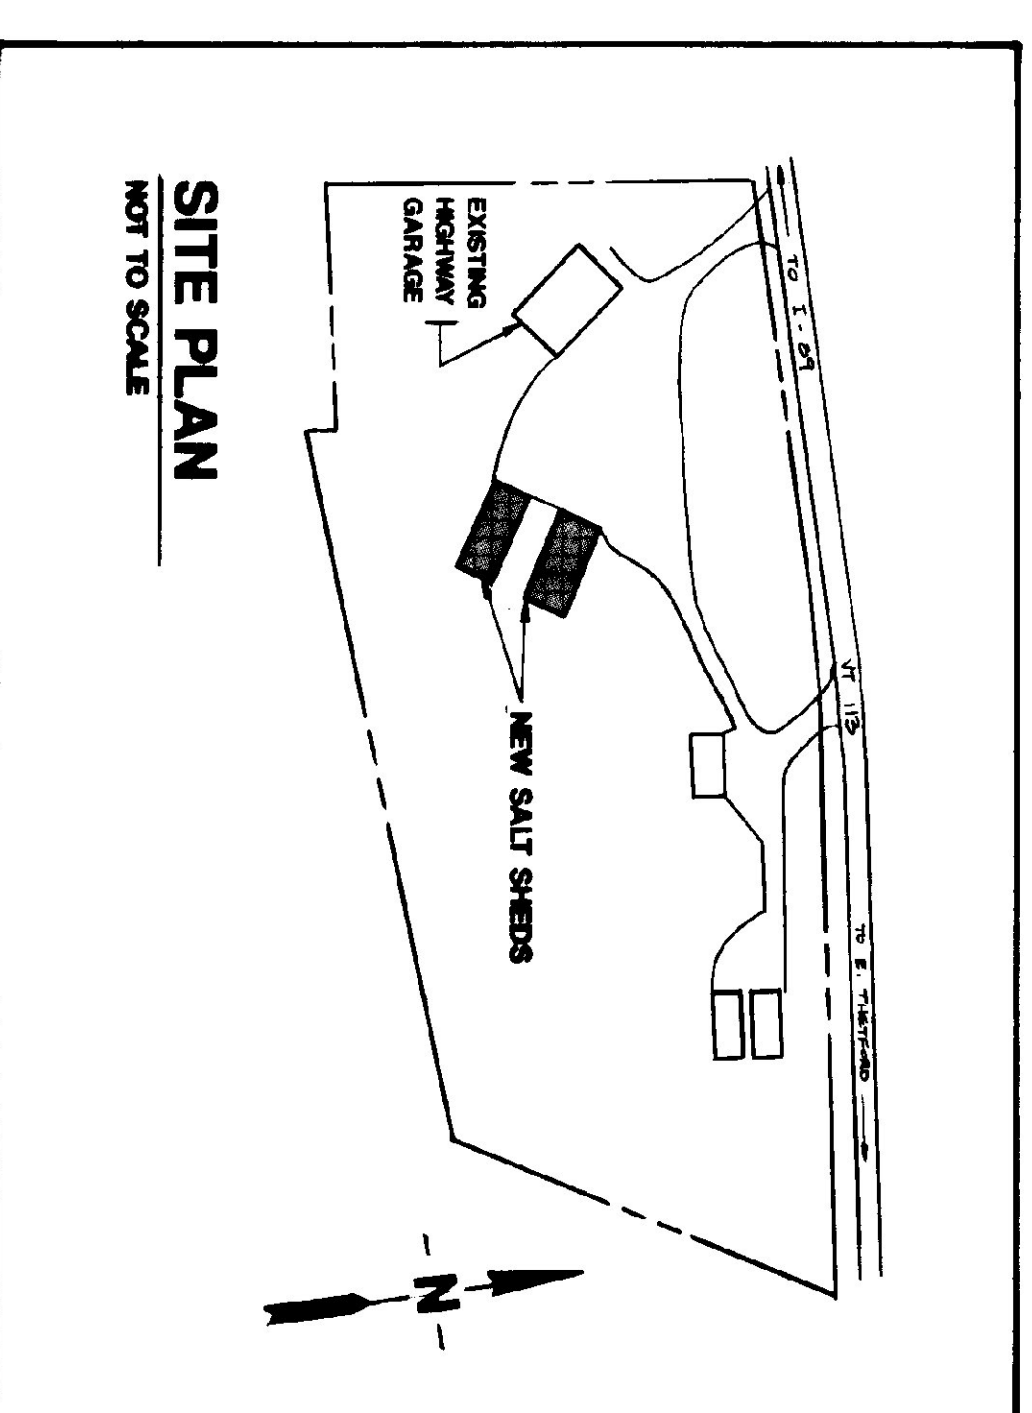 TO I-89
VT 113
TO E. THETFORD
EXISTING
HIGHWAY
GARAGE
NEW SALT SHEDS
N
SITE PLAN
NOT TO SCALE